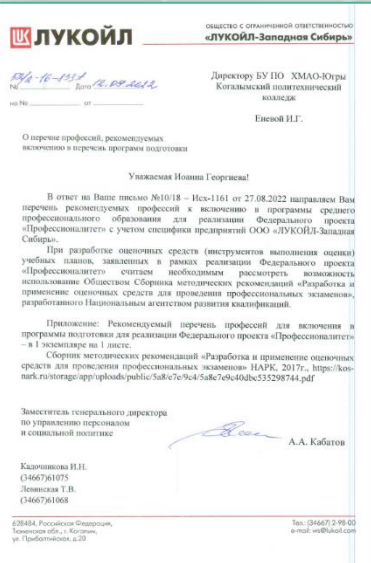 ЛУКОЙЛ
ОБЩЕСТВО С ОГРАНИЧЕННОЙ ОТВЕТСТВЕННОСТЬЮ
«ЛУКОЙЛ-Западная Сибирь»
№ Дата 12.09.2022
на №
от
Директору БУ ПО ХМАО-Югры
Когалымский политехнический
колледж
Еневой И.Г.
О перечне профессий, рекомендуемых
включению в перечень программ подготовки
Уважаемая Иоанна Георгиева!
В ответ на Ваше письмо №10/18 – Исх-1161 от 27.08.2022 направляем Вам
перечень рекомендуемых профессий к включению в программы среднего
профессионального образования для реализации Федерального проекта
«Профессионалитет» с учетом специфики предприятий ООО «ЛУКОЙЛ-Западная
Сибирь».
При разработке оценочных средств (инструментов выполнения оценки)
учебных планов, заявленных в рамках реализации Федерального проекта
«Профессионалитет» считаем необходимым рассмотреть возможность
использование Обществом Сборника методических рекомендаций «Разработка и
применение оценочных средств для проведения профессиональных экзаменов»,
разработанного Национальным агентством развития квалификаций.
Приложение: Рекомендуемый перечень профессий для включения в
программы подготовки для реализации Федерального проекта «Профессионалитет»
– в 1 экземпляре на 1 листе.
Сборник методических рекомендаций «Разработка и применение оценочных
средств для проведения профессиональных экзаменов» НАРК, 2017г., https://kos-
nark.ru/storage/app/uploads/public/5a8/e7e/9c4/5a8e7e9c40dbc535298744.pdf
Заместитель генерального директора
по управлению персоналом
и социальной политике
А.А. Кабатов
Кадочникова И.Н.
(34667)61075
Левинская Т.В.
(34667)61068
628484, Российская Федерация,
Тюменская обл., г. Когалым,
ул. Прибалтийская, д.20
Тел.: (34667) 2-98-00
e-mail: ws@lukoil.com